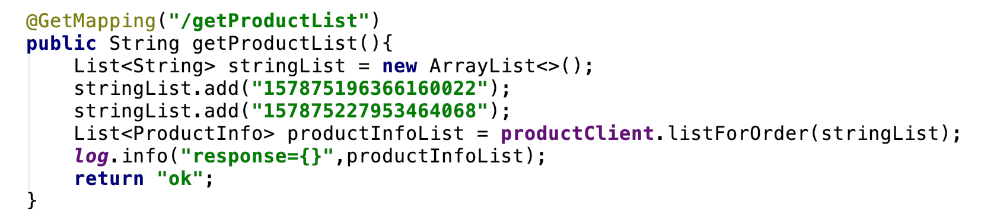 @GetMapping("/getProductList")
public String getProductList(){
    List<String> stringList = new ArrayList<>();
    stringList.add("157875196366160022");
    stringList.add("157875227953464068");
    List<ProductInfo> productInfoList = productClient.listForOrder(stringList);
    log.info("response={}",productInfoList);
    return "ok";
}